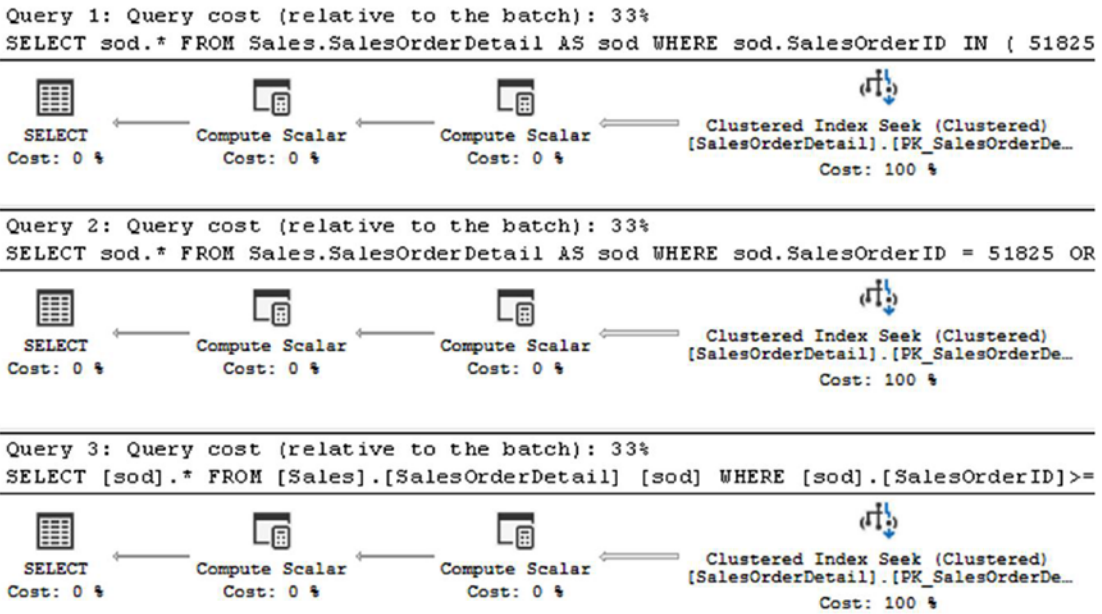 Query 1: Query cost (relative to the batch): 33%
SELECT sod.* FROM Sales.SalesOrderDetail AS sod WHERE sod.SalesOrderID IN ( 51825
SELECT
Cost: 0 %
Compute Scalar
Cost: 0 %
Compute Scalar
Cost: 0 %
Clustered Index Seek (Clustered)
[SalesOrderDetail].[PK_SalesOrderDe…
Cost: 100 %
Query 2: Query cost (relative to the batch): 33%
SELECT sod.* FROM Sales.SalesOrderDetail AS sod WHERE sod.SalesOrderID = 51825 OR
SELECT
Cost: 0 %
Compute Scalar
Cost: 0 %
Compute Scalar
Cost: 0 %
Clustered Index Seek (Clustered)
[SalesOrderDetail].[PK_SalesOrderDe…
Cost: 100 %
Query 3: Query cost (relative to the batch): 33%
SELECT [sod].* FROM [Sales].[SalesOrderDetail] [sod] WHERE [sod].[SalesOrderID]>=
SELECT
Cost: 0 %
Compute Scalar
Cost: 0 %
Compute Scalar
Cost: 0 %
Clustered Index Seek (Clustered)
[SalesOrderDetail].[PK_SalesOrderDe…
Cost: 100 %